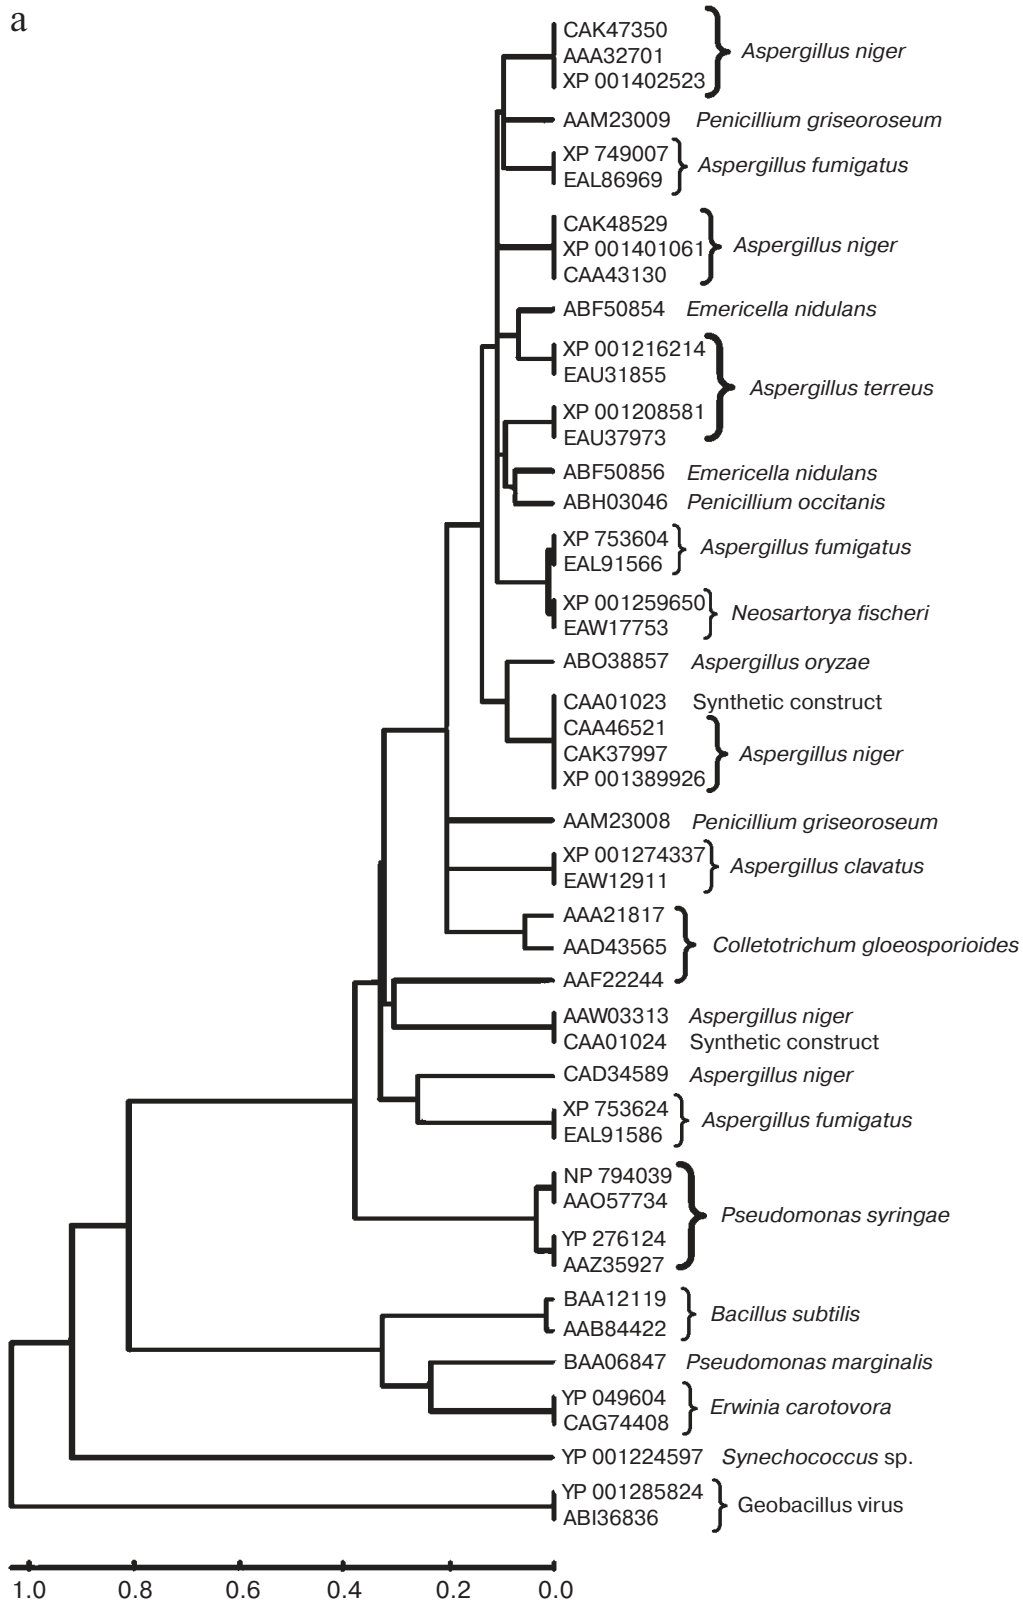 a
CAK47350
AAA32701 Aspergillus niger
XP 001402523
AAM23009 Penicillium griseoroseum
XP 749007
EAL86969 Aspergillus fumigatus
CAK48529
XP 001401061 Aspergillus niger
CAA43130
ABF50854 Emericella nidulans
XP 001216214
EAU31855
Aspergillus terreus
XP 001208581
EAU37973
ABF50856 Emericella nidulans
ABH03046 Penicillium occitanis
XP 753604
EAL91566 Aspergillus fumigatus
XP 001259650
EAW17753 Neosartorya fischeri
ABO38857 Aspergillus oryzae
CAA01023 Synthetic construct
CAA46521
CAK37997 Aspergillus niger
XP 001389926
AAM23008 Penicillium griseoroseum
XP 001274337
EAW12911 Aspergillus clavatus
AAA21817
AAD43565 Colletotrichum gloeosporioides
AAF22244
AAW03313 Aspergillus niger
CAA01024 Synthetic construct
CAD34589 Aspergillus niger
XP 753624
EAL91586 Aspergillus fumigatus
NP 794039
AAO57734
Pseudomonas syringae
YP 276124
AAZ35927
BAA12119
Bacillus subtilis
AAB84422
BAA06847 Pseudomonas marginalis
YP 049604
Erwinia carotovora
CAG74408
YP 001224597 Synechococcus sp.
YP 001285824
Geobacillus virus
ABI36836
1.0 0.8 0.6 0.4 0.2 0.0